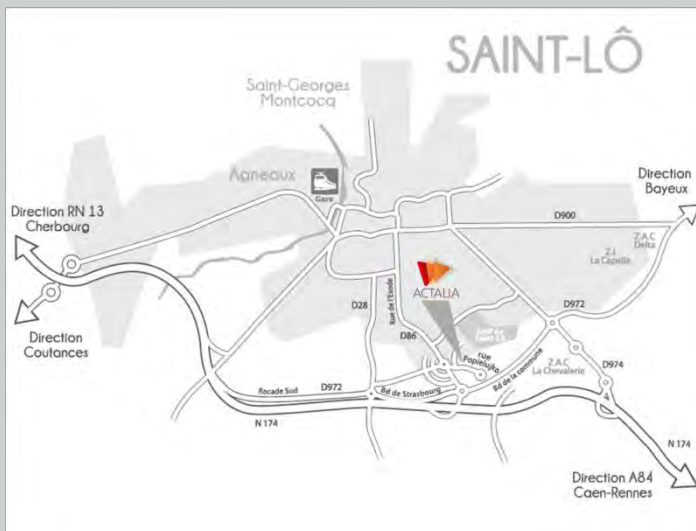 SAINT-LÔ
Saint-Georges
Montcocq
Agneaux
Gare
Direction
Bayeux
Direction RN 13
Cherbourg
D900
Z.A.C
Delta
Z.I.
La Capelle
ACTALIA
Rue de l'Exode
D28
D86
D972
Direction
Coutances
rue
Popielujko
Z.A.C
La Chevalerie
D974
Bd de la commune
Rocade Sud
D972
Bd de Strasbourg
N 174
N 174
Direction A84
Caen-Rennes